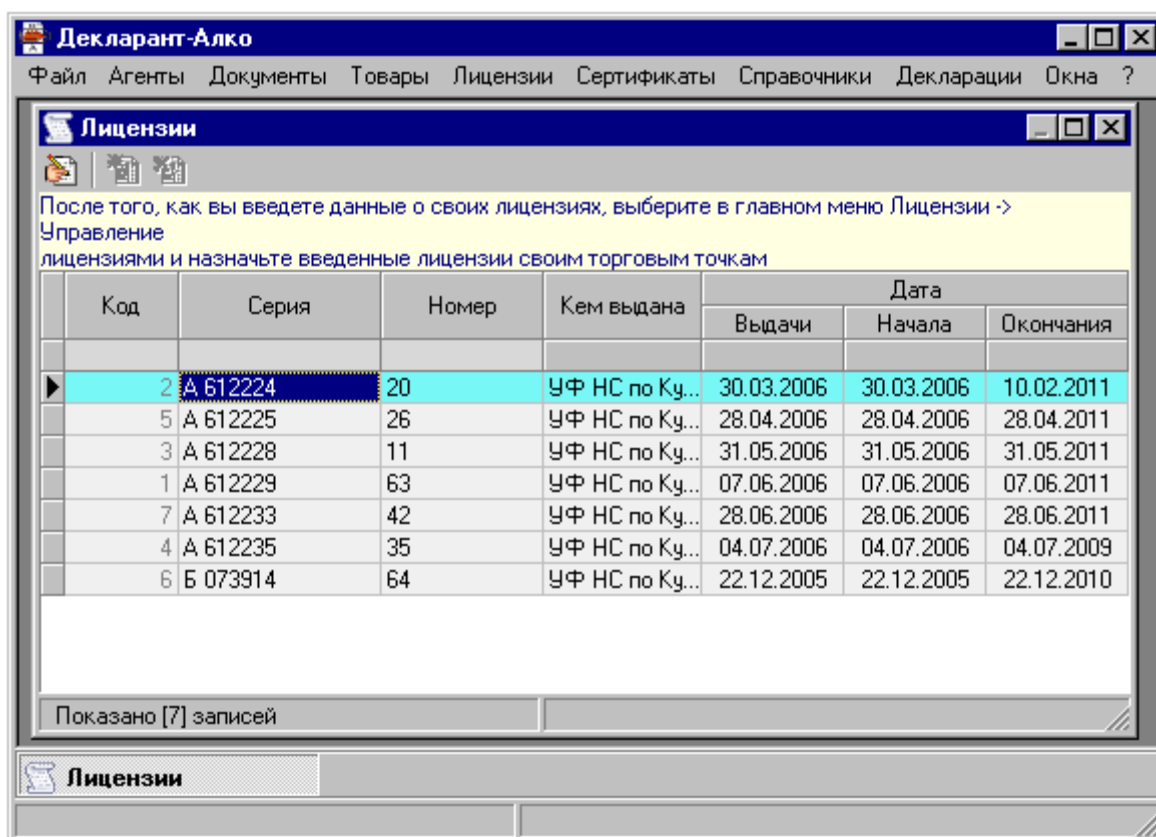 Декларант-Алко
Файл Агенты Документы Товары Лицензии Сертификаты Справочники Декларации Окна ?
Лицензии
После того, как вы введете данные о своих лицензиях, выберите в главном меню Лицензии ->
Управление
лицензиями и назначьте введенные лицензии своим торговым точкам
Код Серия Номер Кем выдана Дата
Выдачи Начала Окончания
2 А 612224 20 УФ НС по Ку... 30.03.2006 30.03.2006 10.02.2011
5 А 612225 26 УФ НС по Ку... 28.04.2006 28.04.2006 28.04.2011
3 А 612228 11 УФ НС по Ку... 31.05.2006 31.05.2006 31.05.2011
1 А 612229 63 УФ НС по Ку... 07.06.2006 07.06.2006 07.06.2011
7 А 612233 42 УФ НС по Ку... 28.06.2006 28.06.2006 28.06.2011
4 А 612235 35 УФ НС по Ку... 04.07.2006 04.07.2006 04.07.2009
6 Б 073914 64 УФ НС по Ку... 22.12.2005 22.12.2005 22.12.2010
Показано [7] записей
Лицензии